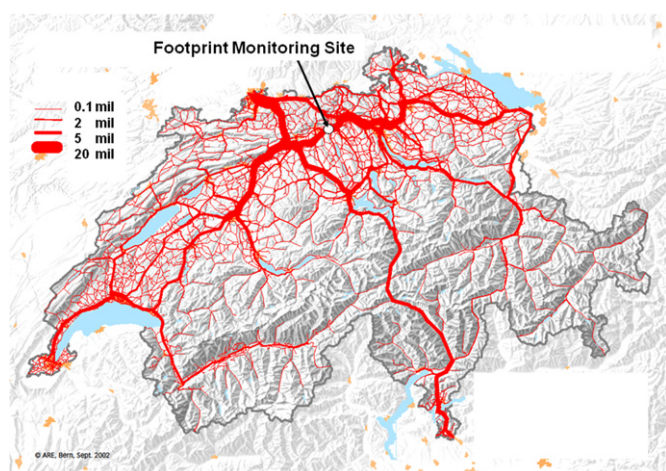 Footprint Monitoring Site
0.1 mil
2 mil
5 mil
20 mil
© ARE, Bern, Sept. 2002